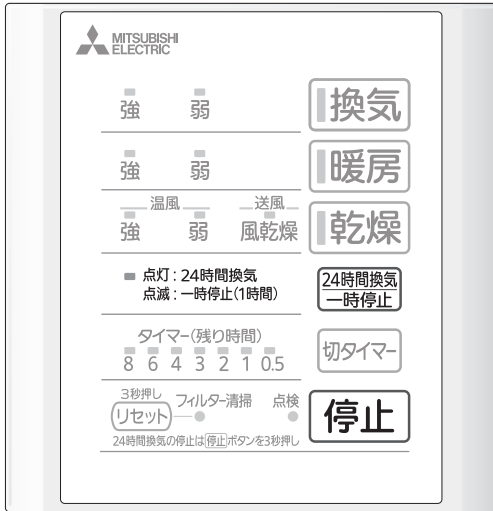 MITSUBISHI
ELECTRIC
強 弱 換気
強 弱 暖房
温風 送風
強 弱 風乾燥 乾燥
点灯:24時間換気
点滅:一時停止(1時間)
24時間換気
一時停止
タイマー(残り時間)
8 6 4 3 2 1 0.5
切タイマー
3秒押し
リセット フィルター清掃 点検
24時間換気の停止は停止ボタンを3秒押し
停止